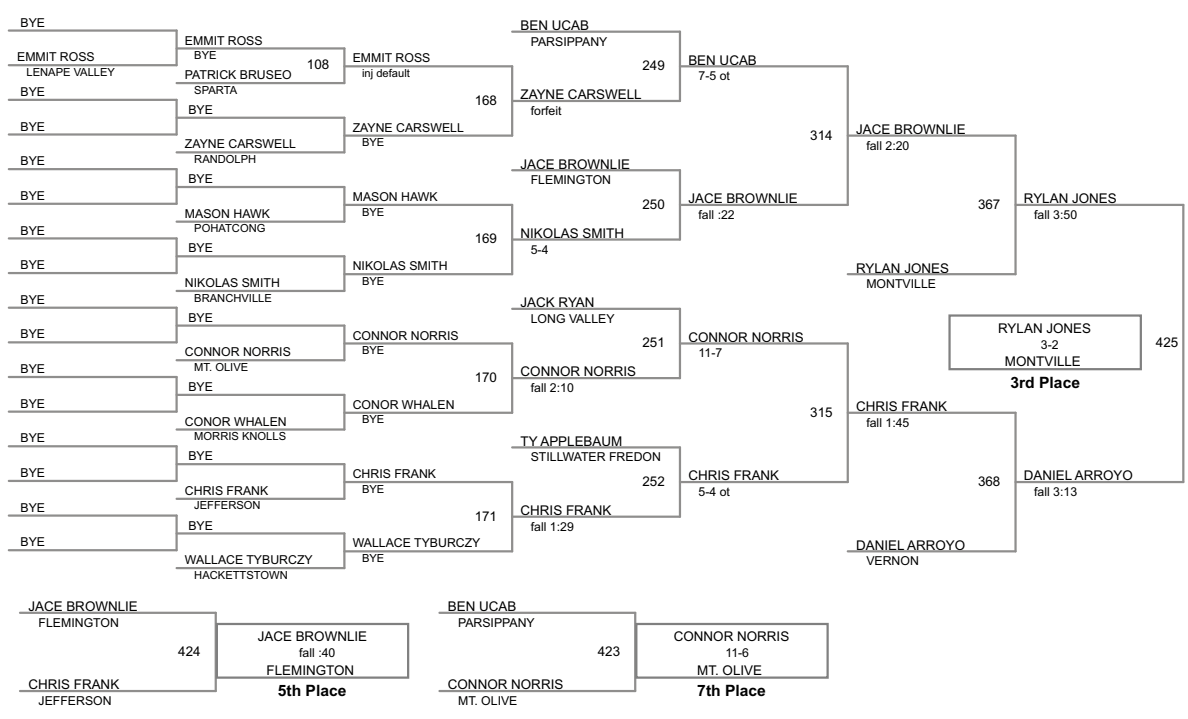 BYE
EMMIT ROSS
LENAPE VALLEY
BYE
BYE
BYE
BYE
BYE
BYE
BYE
BYE
BYE
BYE
BYE
BYE
BYE
BYE
EMMIT ROSS
BYE
108
PATRICK BRUSEO
SPARTA
BYE
ZAYNE CARSWELL
RANDOLPH
BYE
MASON HAWK
POHATCONG
BYE
NIKOLAS SMITH
BRANCHVILLE
BYE
CONNOR NORRIS
MT. OLIVE
BYE
CONOR WHALEN
MORRIS KNOLLS
BYE
CHRIS FRANK
JEFFERSON
BYE
WALLACE TYBURCZY
HACKETTSTOWN
EMMIT ROSS
inj default
168
ZAYNE CARSWELL
BYE
MASON HAWK
BYE
169
NIKOLAS SMITH
BYE
CONNOR NORRIS
BYE
170
CONOR WHALEN
BYE
CHRIS FRANK
BYE
171
WALLACE TYBURCZY
BYE
BEN UCAB
PARSIPPANY
249
ZAYNE CARSWELL
forfeit
JACE BROWNLIE
FLEMINGTON
250
NIKOLAS SMITH
5-4
JACK RYAN
LONG VALLEY
251
CONNOR NORRIS
fall 2:10
TY APPLEBAUM
STILLWATER FREDON
252
CHRIS FRANK
fall 1:29
BEN UCAB
7-5 ot
314
JACE BROWNLIE
fall :22
CONNOR NORRIS
11-7
315
CHRIS FRANK
5-4 ot
JACE BROWNLIE
fall 2:20
367
RYLAN JONES
MONTVILLE
CHRIS FRANK
fall 1:45
368
DANIEL ARROYO
VERNON
RYLAN JONES
fall 3:50
425
DANIEL ARROYO
fall 3:13
RYLAN JONES
3-2
MONTVILLE
3rd Place
JACE BROWNLIE
FLEMINGTON
424
CHRIS FRANK
JEFFERSON
JACE BROWNLIE
fall :40
FLEMINGTON
5th Place
BEN UCAB
PARSIPPANY
423
CONNOR NORRIS
MT. OLIVE
CONNOR NORRIS
11-6
MT. OLIVE
7th Place